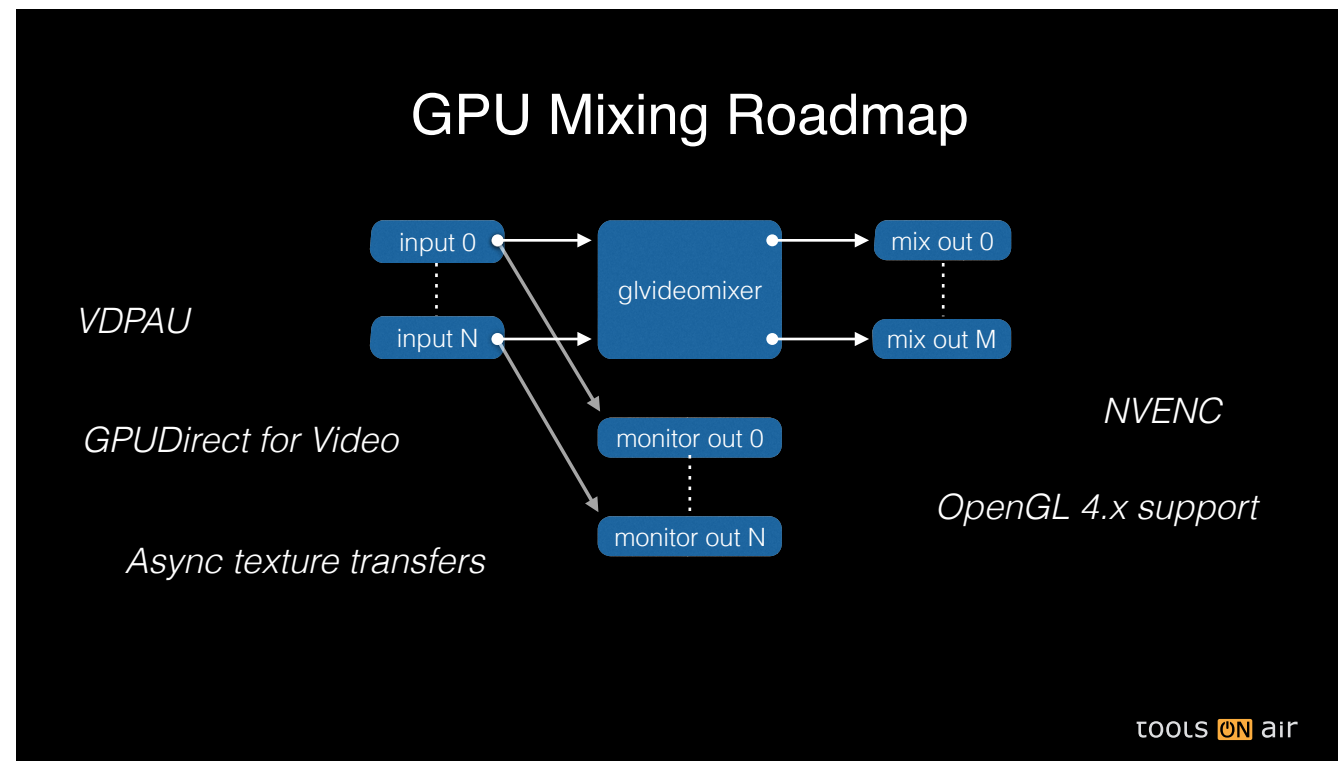 GPU Mixing Roadmap
input 0
glvideomixer
mix out 0
input N
mix out M
VDPAU
GPUDirect for Video
Async texture transfers
monitor out 0
monitor out N
NVENC
OpenGL 4.x support
TOOLS ON air